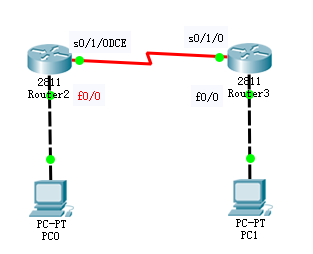 s0/1/0DCE
s0/1/0
2811
Router2
2811
Router3
f0/0
f0/0
PC-PT
PC0
PC-PT
PC1